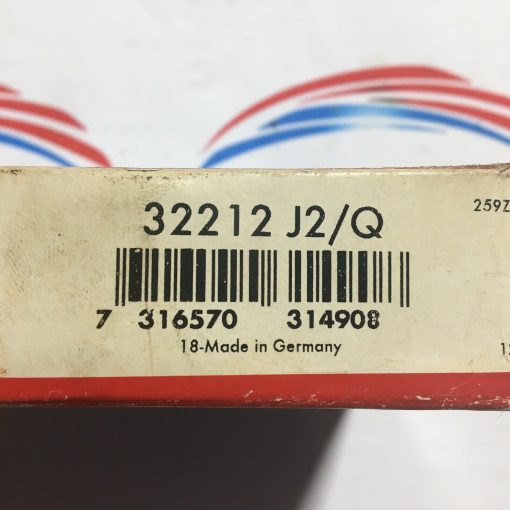 32212 J2/Q
259Z
7 316570 314908
18-Made in Germany